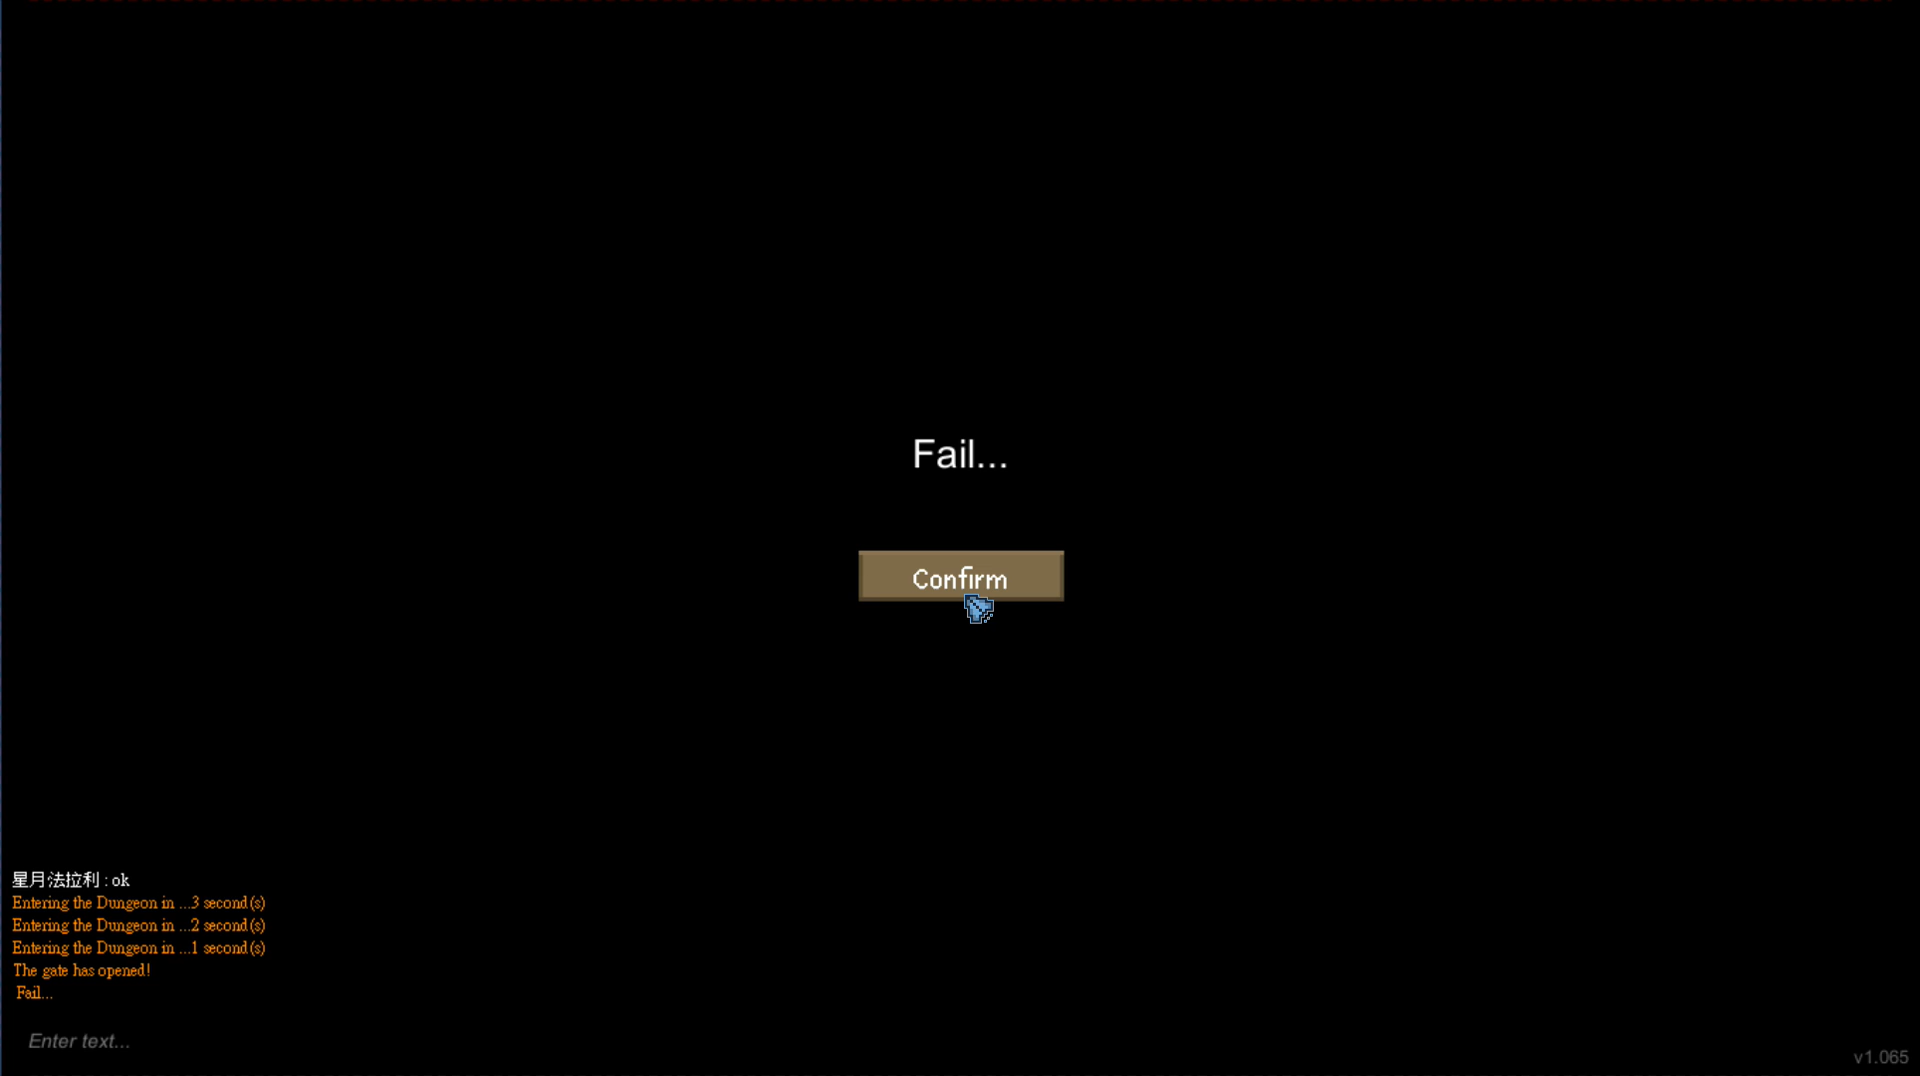 Fail...
Confirm
星月法拉利 : ok
Entering the Dungeon in ...3 second(s)
Entering the Dungeon in ...2 second(s)
Entering the Dungeon in ...1 second(s)
The gate has opened!
Fail...
Enter text...
v1.065